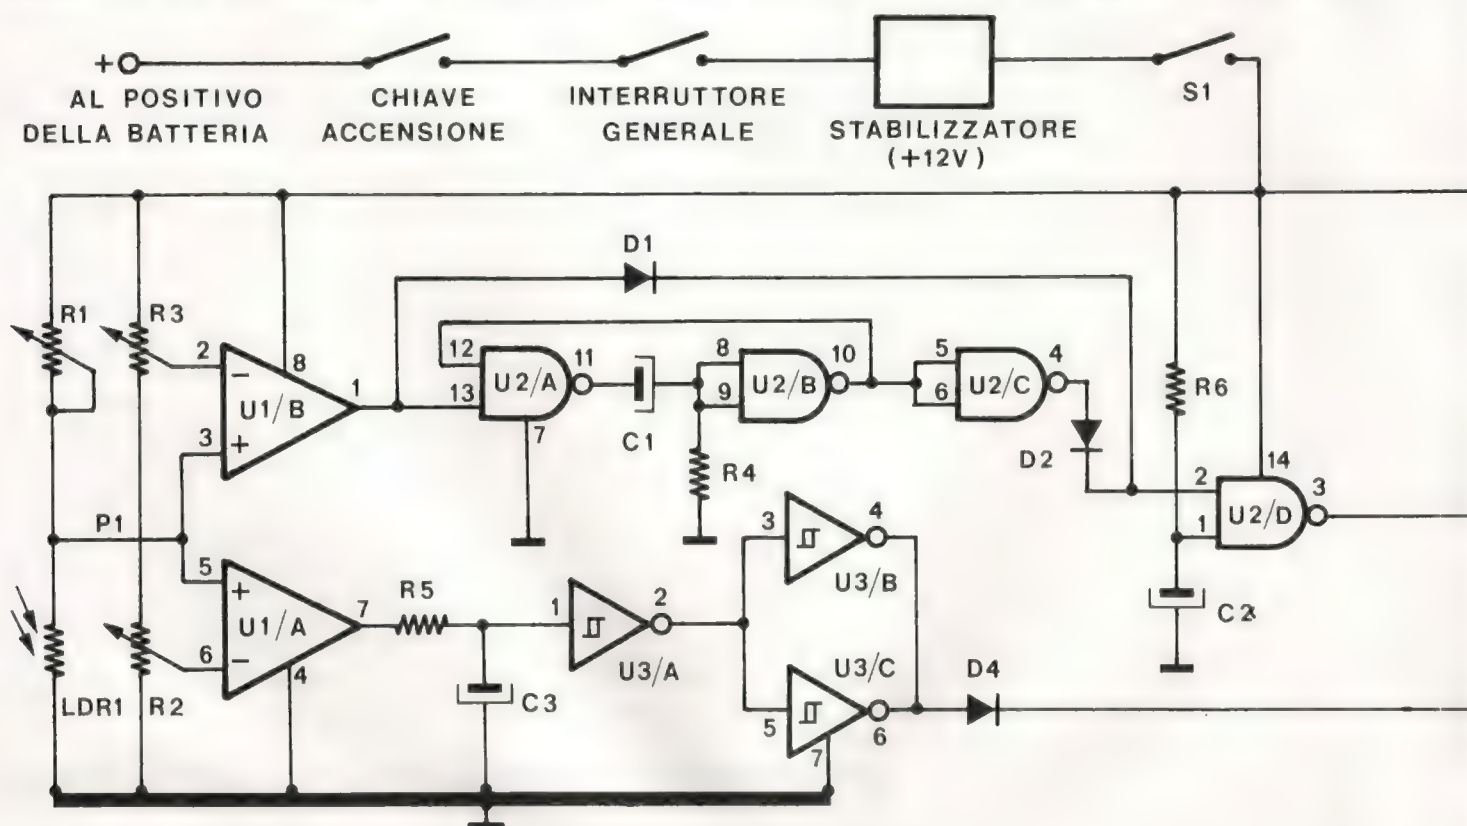 +
AL POSITIVO
DELLA BATTERIA
CHIAVE
ACCENSIONE
INTERRUTTORE
GENERALE
STABILIZZATORE
(+12V)
S1
D1
R1
R3
2
8
−
U1/B
1
3
+
12
13
U2/A
11
7
C1
8
9
U2/B
10
R4
5
6
U2/C
4
D2
R6
14
2
1
U2/D
3
C2
P1
5
+
U1/A
7
6
−
4
LDR1
R2
R5
C3
1
2
U3/A
3
4
U3/B
U3/C
5
6
7
D4